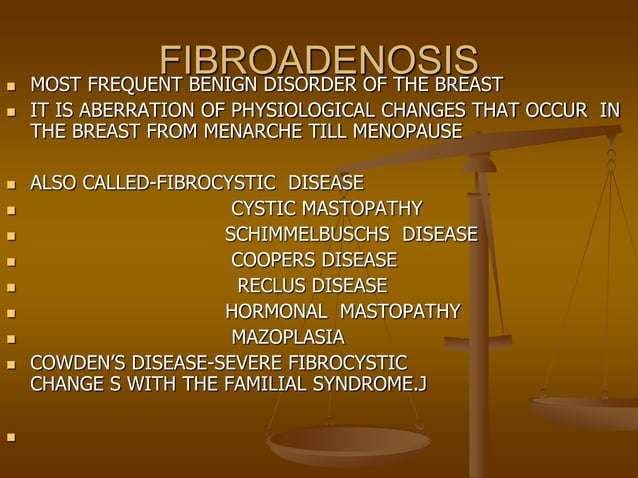 FIBROADENOSIS
MOST FREQUENT BENIGN DISORDER OF THE BREAST
IT IS ABERRATION OF PHYSIOLOGICAL CHANGES THAT OCCUR IN
THE BREAST FROM MENARCHE TILL MENOPAUSE
ALSO CALLED-FIBROCYSTIC DISEASE
CYSTIC MASTOPATHY
SCHIMMELBUSCHS DISEASE
COOPERS DISEASE
RECLUS DISEASE
HORMONAL MASTOPATHY
MAZOPLASIA
COWDEN’S DISEASE-SEVERE FIBROCYSTIC
CHANGE S WITH THE FAMILIAL SYNDROME.J